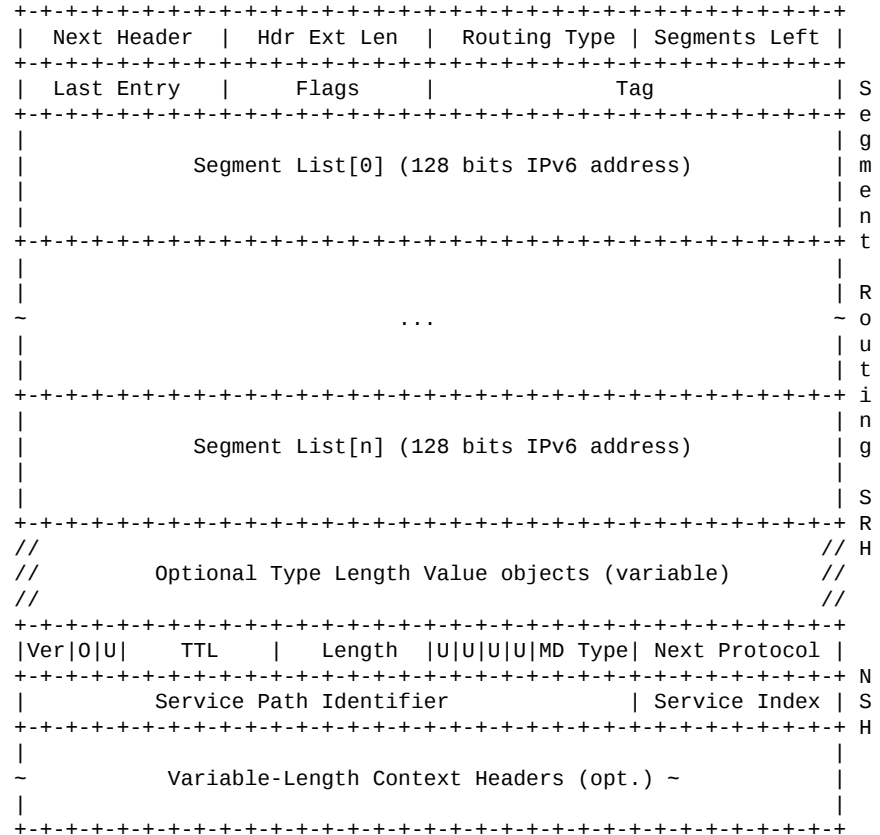 +-+-+-+-+-+-+-+-+-+-+-+-+-+-+-+-+-+-+-+-+-+-+-+-+-+-+-+-+-+-+-+-+
|  Next Header  |  Hdr Ext Len  |  Routing Type | Segments Left |
+-+-+-+-+-+-+-+-+-+-+-+-+-+-+-+-+-+-+-+-+-+-+-+-+-+-+-+-+-+-+-+-+
|  Last Entry   |     Flags     |              Tag              | S
+-+-+-+-+-+-+-+-+-+-+-+-+-+-+-+-+-+-+-+-+-+-+-+-+-+-+-+-+-+-+-+-+ e
|                                                               | g
|             Segment List[0] (128 bits IPv6 address)           | m
|                                                               | e
|                                                               | n
+-+-+-+-+-+-+-+-+-+-+-+-+-+-+-+-+-+-+-+-+-+-+-+-+-+-+-+-+-+-+-+-+ t
|                                                               |
|                                                               | R
~                             ...                               ~ o
|                                                               | u
|                                                               | t
+-+-+-+-+-+-+-+-+-+-+-+-+-+-+-+-+-+-+-+-+-+-+-+-+-+-+-+-+-+-+-+-+ i
|                                                               | n
|             Segment List[n] (128 bits IPv6 address)           | g
|                                                               |
|                                                               | S
+-+-+-+-+-+-+-+-+-+-+-+-+-+-+-+-+-+-+-+-+-+-+-+-+-+-+-+-+-+-+-+-+ R
//                                                             // H
//         Optional Type Length Value objects (variable)       //
//                                                             //
+-+-+-+-+-+-+-+-+-+-+-+-+-+-+-+-+-+-+-+-+-+-+-+-+-+-+-+-+-+-+-+-+
|Ver|O|U|    TTL    |   Length  |U|U|U|U|MD Type| Next Protocol |
+-+-+-+-+-+-+-+-+-+-+-+-+-+-+-+-+-+-+-+-+-+-+-+-+-+-+-+-+-+-+-+-+ N
|          Service Path Identifier              | Service Index | S
+-+-+-+-+-+-+-+-+-+-+-+-+-+-+-+-+-+-+-+-+-+-+-+-+-+-+-+-+-+-+-+-+ H
|                                                               |
~           Variable-Length Context Headers (opt.) ~            |
|                                                               |
+-+-+-+-+-+-+-+-+-+-+-+-+-+-+-+-+-+-+-+-+-+-+-+-+-+-+-+-+-+-+-+-+